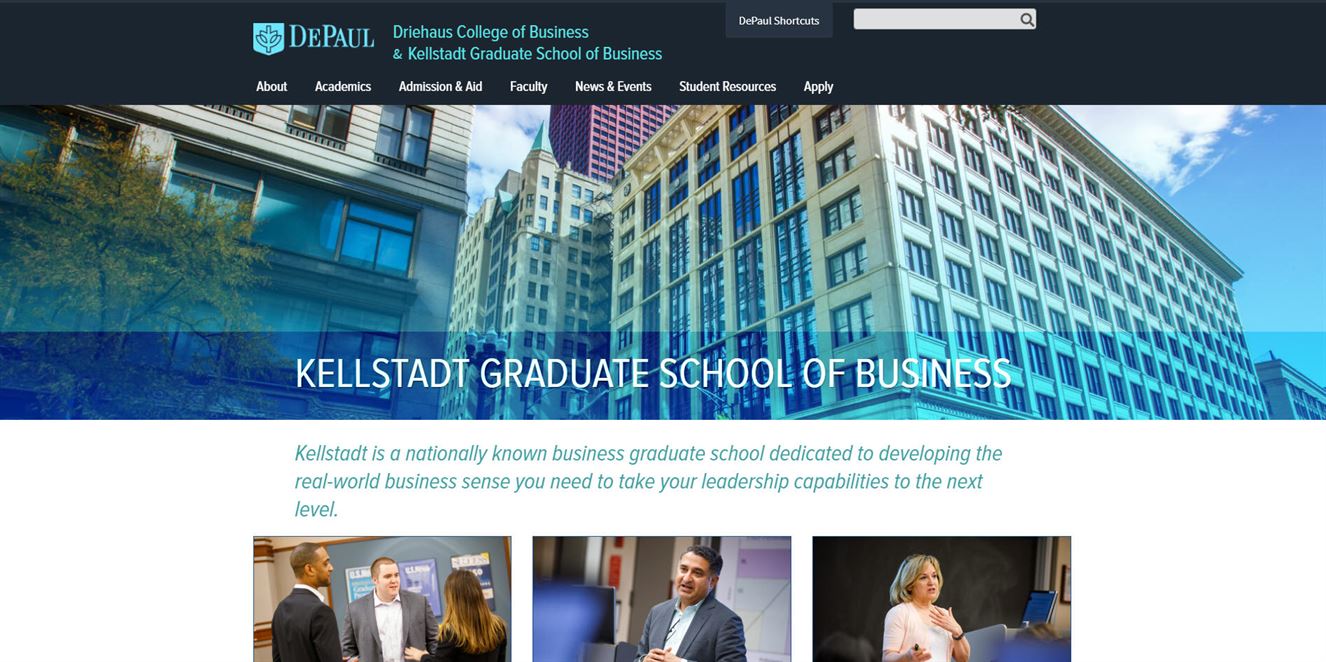 DePaul Shortcuts
DEPAUL
Driehaus College of Business
& Kellstadt Graduate School of Business
About Academics Admission & Aid Faculty News & Events Student Resources Apply
KELLSTADT GRADUATE SCHOOL OF BUSINESS
Kellstadt is a nationally known business graduate school dedicated to developing the
real-world business sense you need to take your leadership capabilities to the next
level.